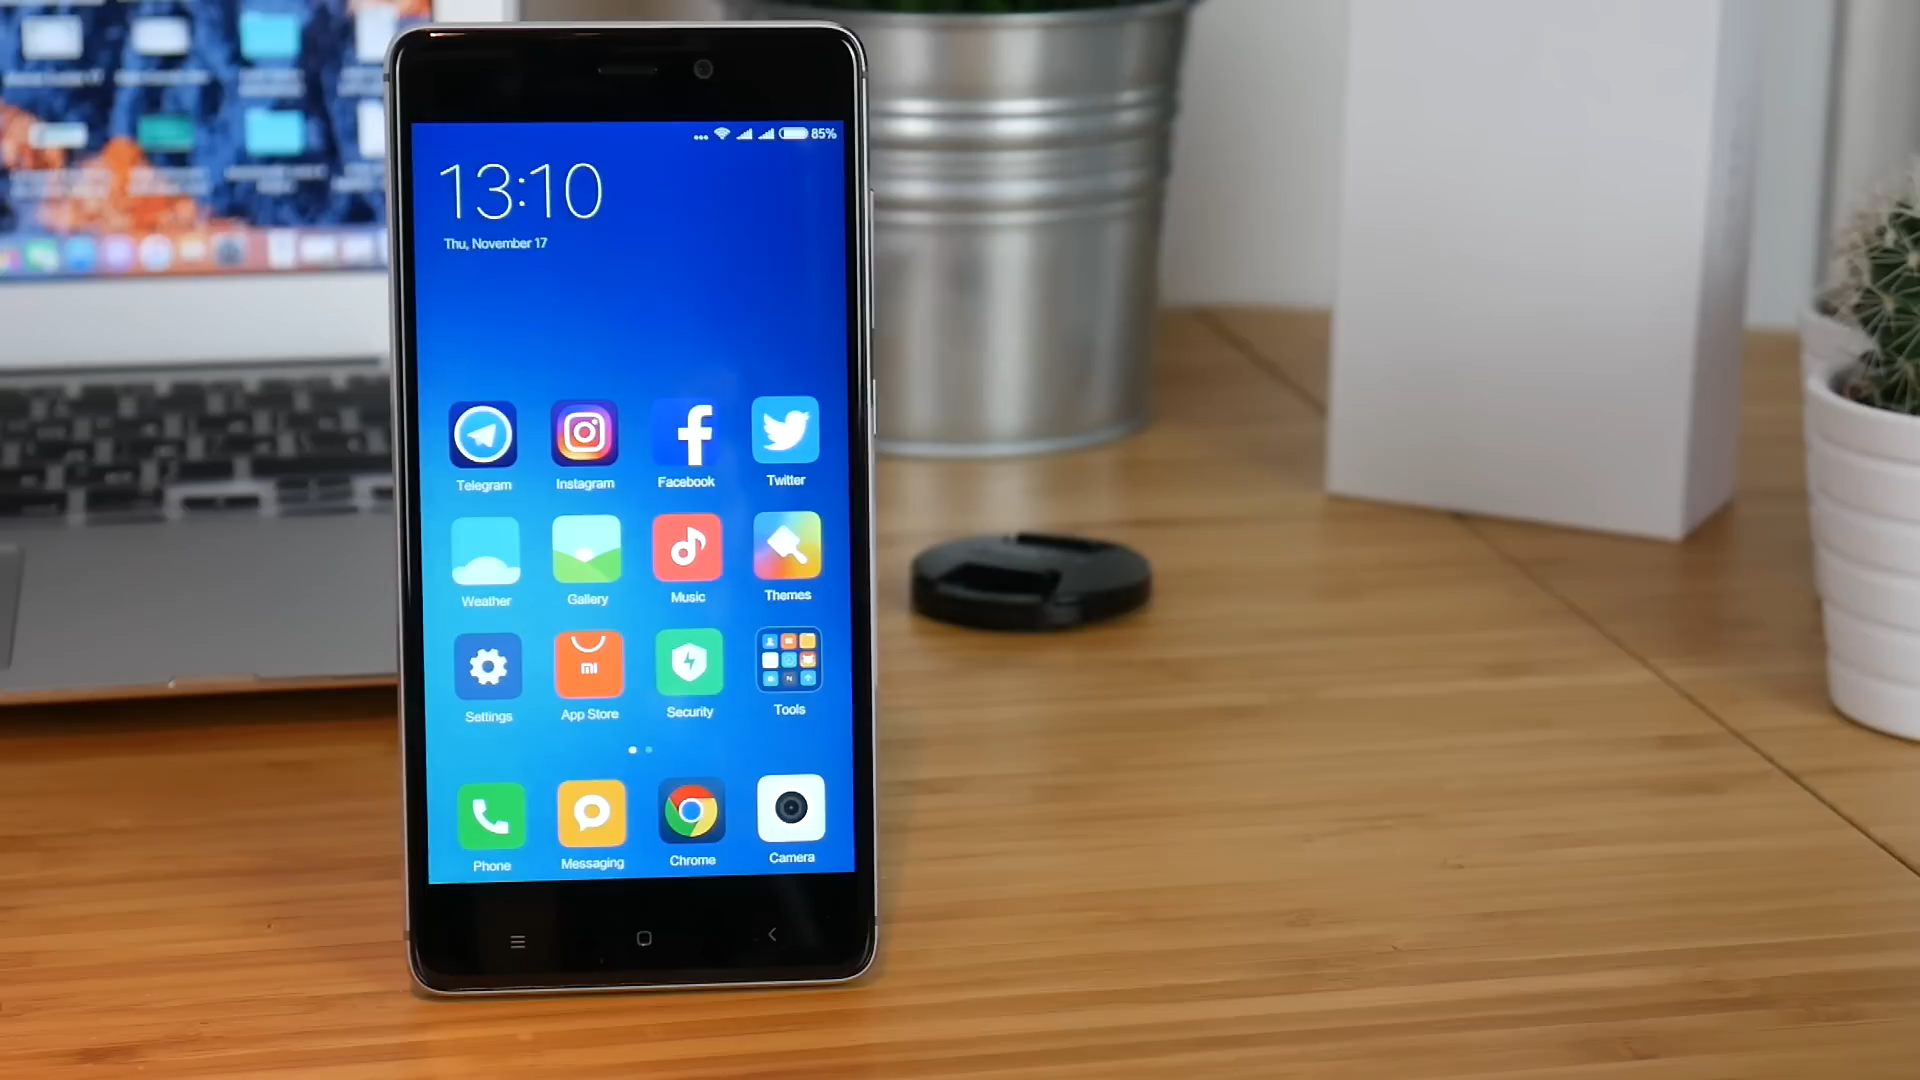 85%
13:10
Thu, November 17
Telegram Instagram Facebook Twitter
Weather Gallery Music Themes
mi
Settings App Store Security Tools
Phone Messaging Chrome Camera